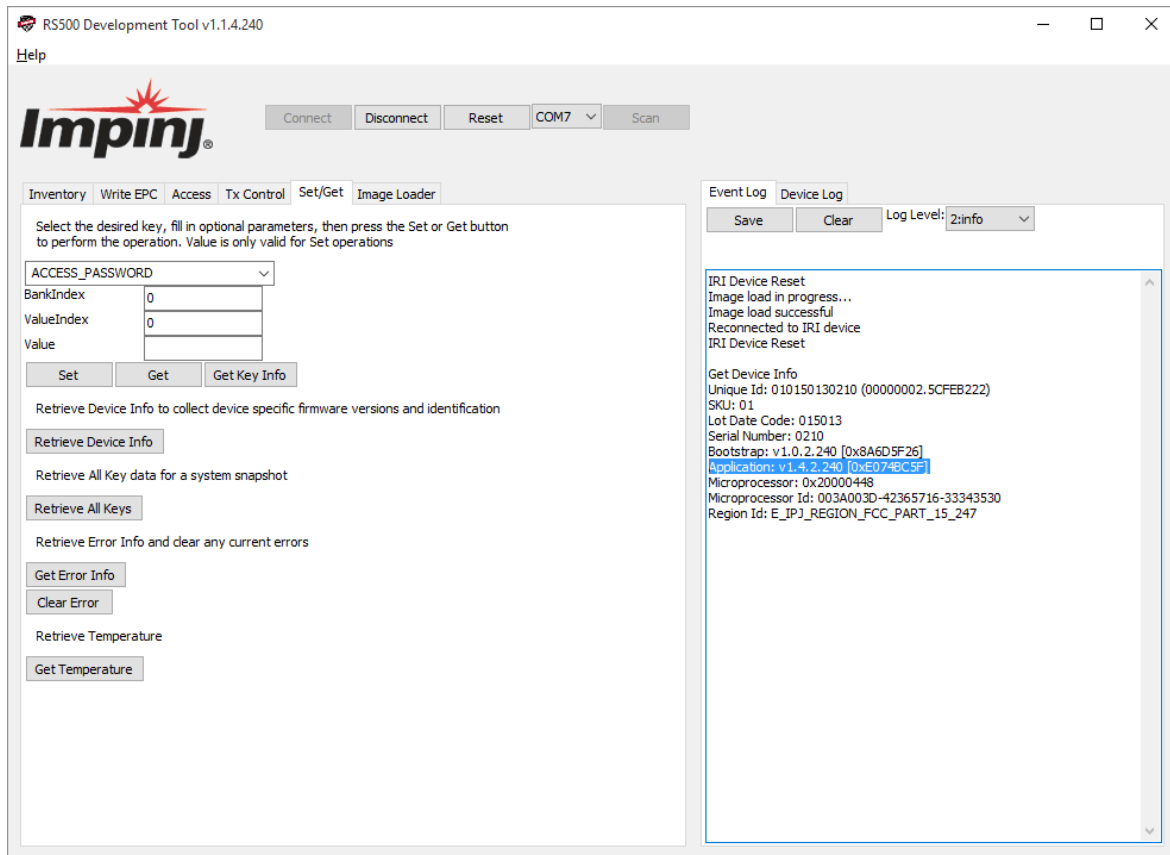 RS500 Development Tool v1.1.4.240
Help
Impinj®
Connect Disconnect Reset COM7 Scan
Inventory Write EPC Access Tx Control Set/Get Image Loader
Select the desired key, fill in optional parameters, then press the Set or Get button
to perform the operation. Value is only valid for Set operations
ACCESS_PASSWORD
BankIndex 0
ValueIndex 0
Value
Set Get Get Key Info
Retrieve Device Info to collect device specific firmware versions and identification
Retrieve Device Info
Retrieve All Key data for a system snapshot
Retrieve All Keys
Retrieve Error Info and clear any current errors
Get Error Info
Clear Error
Retrieve Temperature
Get Temperature
Event Log Device Log
Save Clear Log Level: 2:info
IRI Device Reset
Image load in progress...
Image load successful
Reconnected to IRI device
IRI Device Reset
Get Device Info
Unique Id: 010150130210 (00000002.5CFEB222)
SKU: 01
Lot Date Code: 015013
Serial Number: 0210
Bootstrap: v1.0.2.240 [0x8A6D5F26]
Application: v1.4.2.240 [0xE074BC5F]
Microprocessor: 0x20000448
Microprocessor Id: 003A003D-42365716-33343530
Region Id: E_IPJ_REGION_FCC_PART_15_247